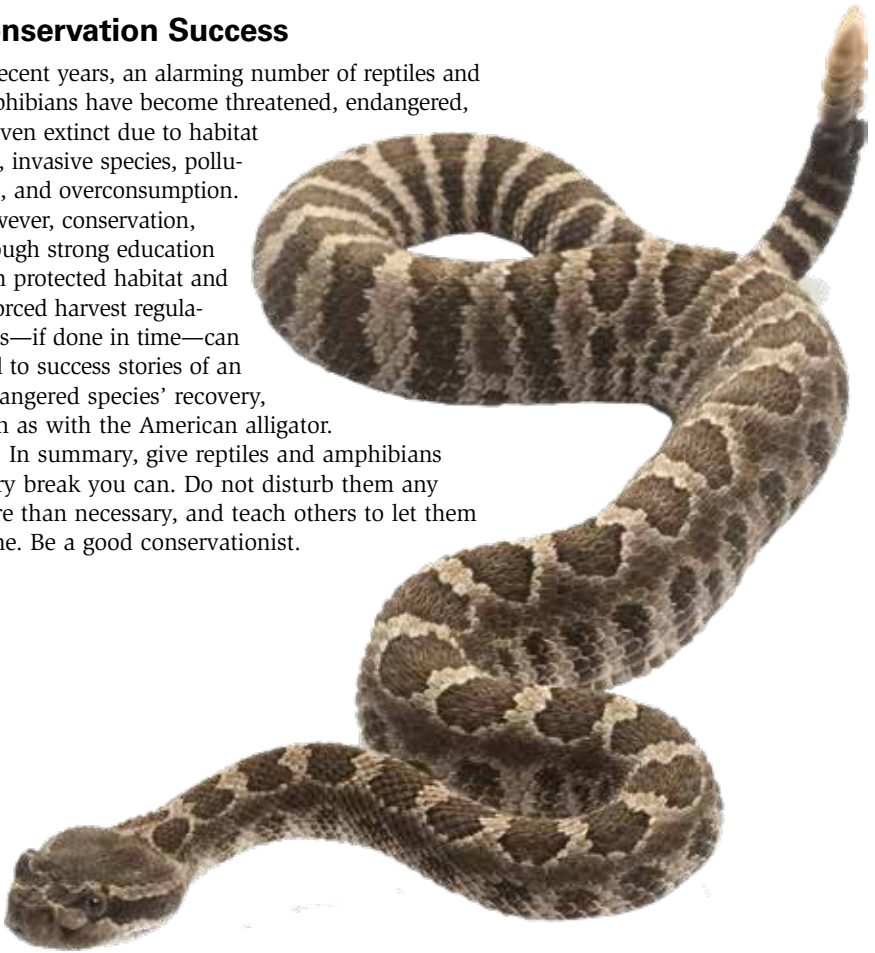 nservation Success
ecent years, an alarming number of reptiles and
phibians have become threatened, endangered,
ven extinct due to habitat
, invasive species, pollu-
, and overconsumption.
wever, conservation,
ough strong education
n protected habitat and
orced harvest regula-
s—if done in time—can
l to success stories of an
angered species’ recovery,
n as with the American alligator.
In summary, give reptiles and amphibians
ry break you can. Do not disturb them any
re than necessary, and teach others to let them
ne. Be a good conservationist.